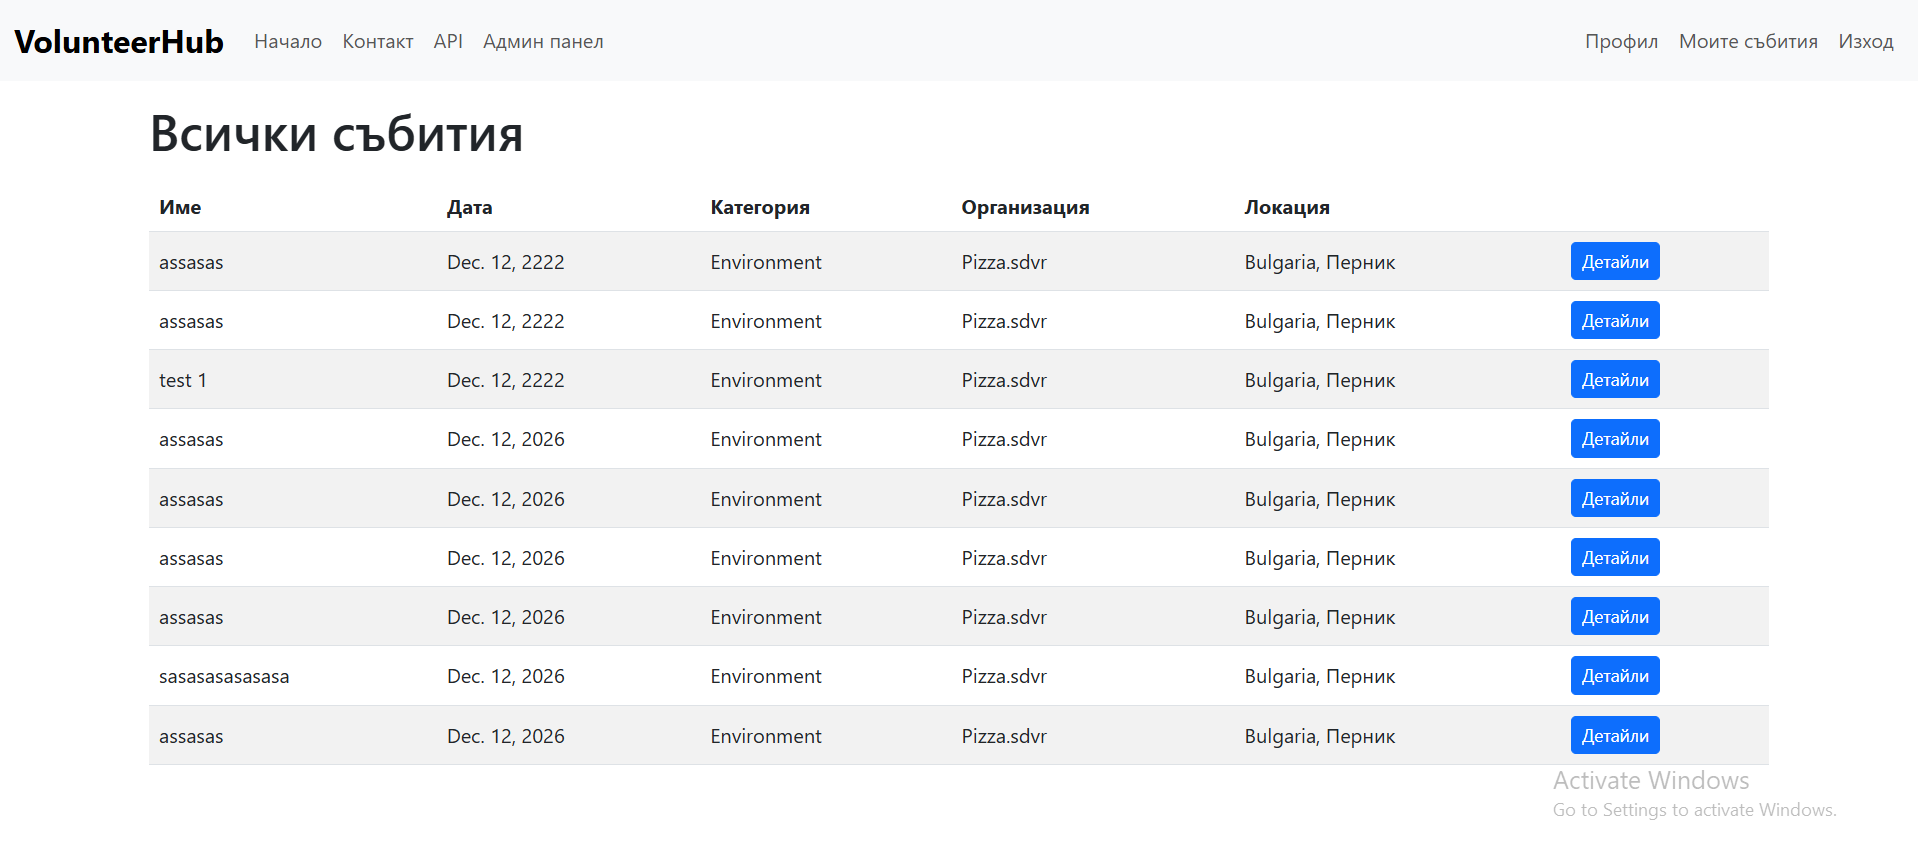 VolunteerHub Начало Контакт API Админ панел Профил Моите събития Изход
Всички събития
Име Дата Категория Организация Локация
assasas Dec. 12, 2222 Environment Pizza.sdvr Bulgaria, Перник Детайли
assasas Dec. 12, 2222 Environment Pizza.sdvr Bulgaria, Перник Детайли
test 1 Dec. 12, 2222 Environment Pizza.sdvr Bulgaria, Перник Детайли
assasas Dec. 12, 2026 Environment Pizza.sdvr Bulgaria, Перник Детайли
assasas Dec. 12, 2026 Environment Pizza.sdvr Bulgaria, Перник Детайли
assasas Dec. 12, 2026 Environment Pizza.sdvr Bulgaria, Перник Детайли
assasas Dec. 12, 2026 Environment Pizza.sdvr Bulgaria, Перник Детайли
sasasasasasasa Dec. 12, 2026 Environment Pizza.sdvr Bulgaria, Перник Детайли
assasas Dec. 12, 2026 Environment Pizza.sdvr Bulgaria, Перник Детайли
Activate Windows
Go to Settings to activate Windows.